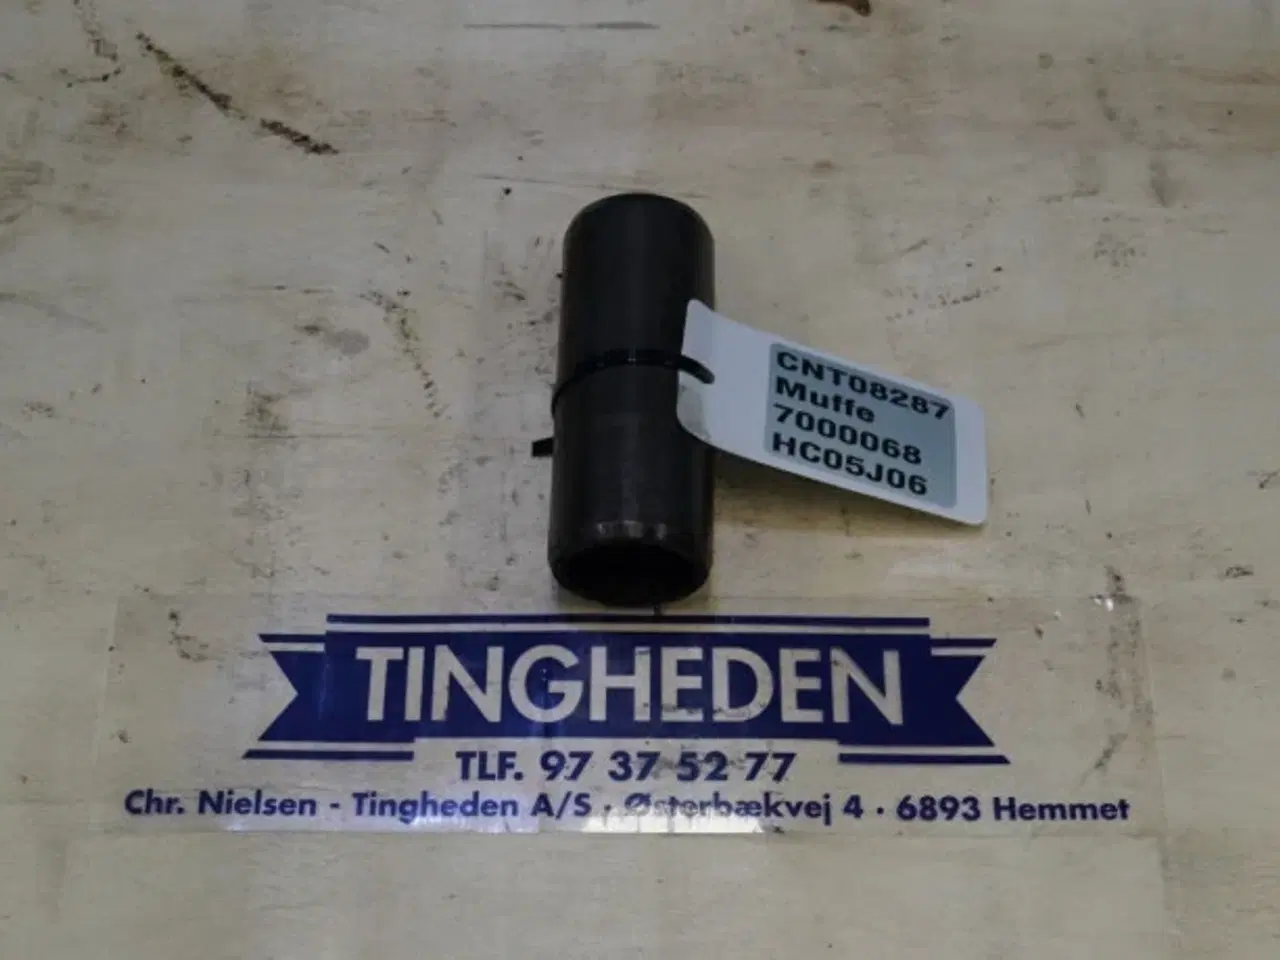 CNT08287
Muffe
7000068
HC05J06
TINGHEDEN
TLF. 97 37 52 77
Chr. Nielsen - Tingheden A/S · Østerbækvej 4 · 6893 Hemmet